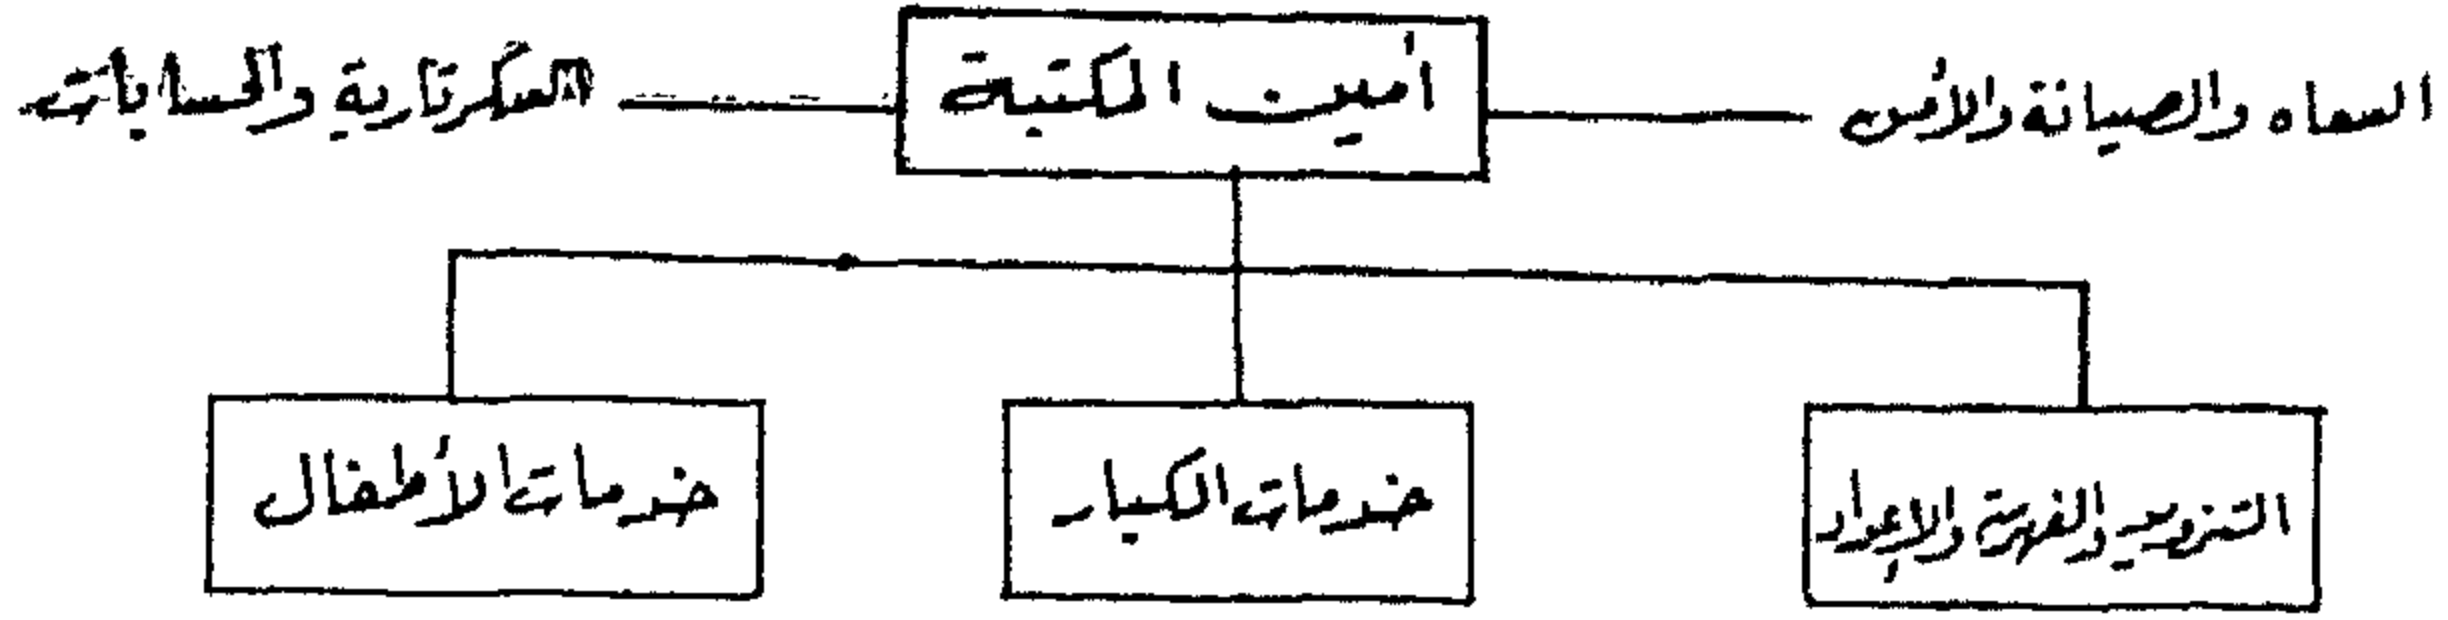 السعاه والصيانة والأمن
أمين المكتبة
السكرتارية والحسابات
التزويد والفهرسة والإعداد
خدمات الكبار
خدمات الأطفال